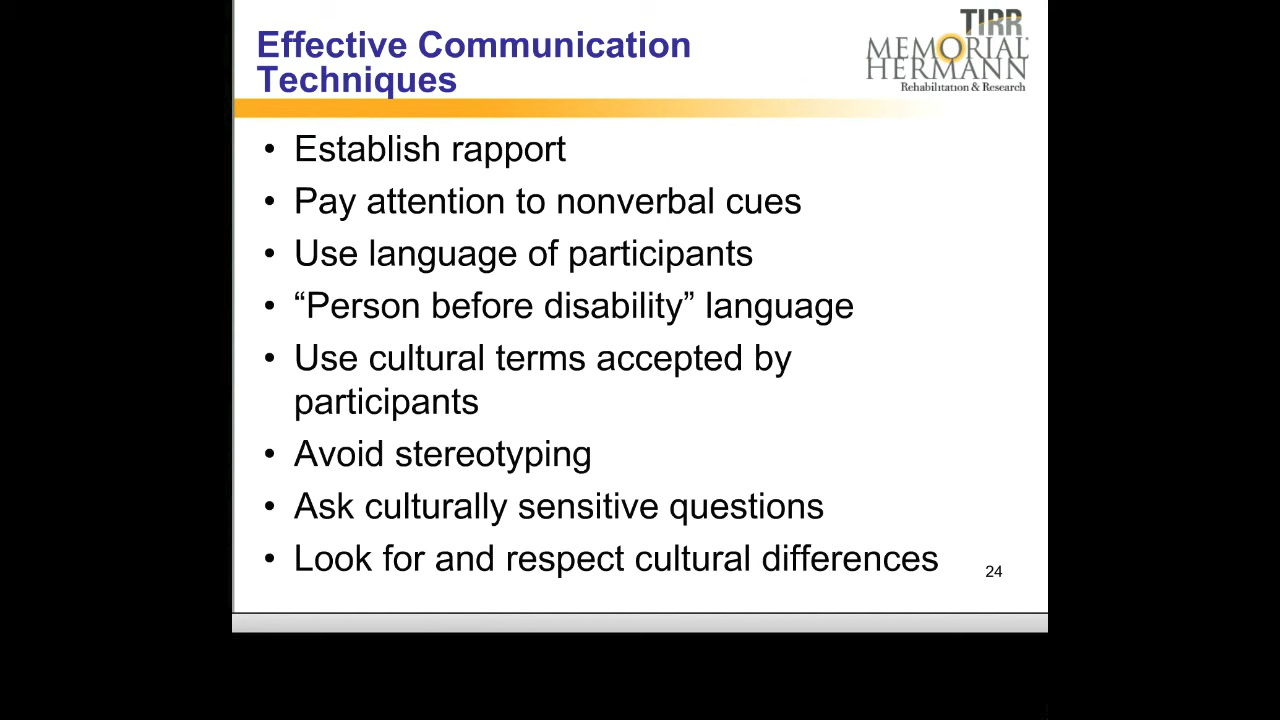 Effective Communication
Techniques
TIRR
MEMORIAL
HERMANN
Rehabilitation & Research
• Establish rapport
• Pay attention to nonverbal cues
• Use language of participants
• “Person before disability” language
• Use cultural terms accepted by
participants
• Avoid stereotyping
• Ask culturally sensitive questions
• Look for and respect cultural differences
24